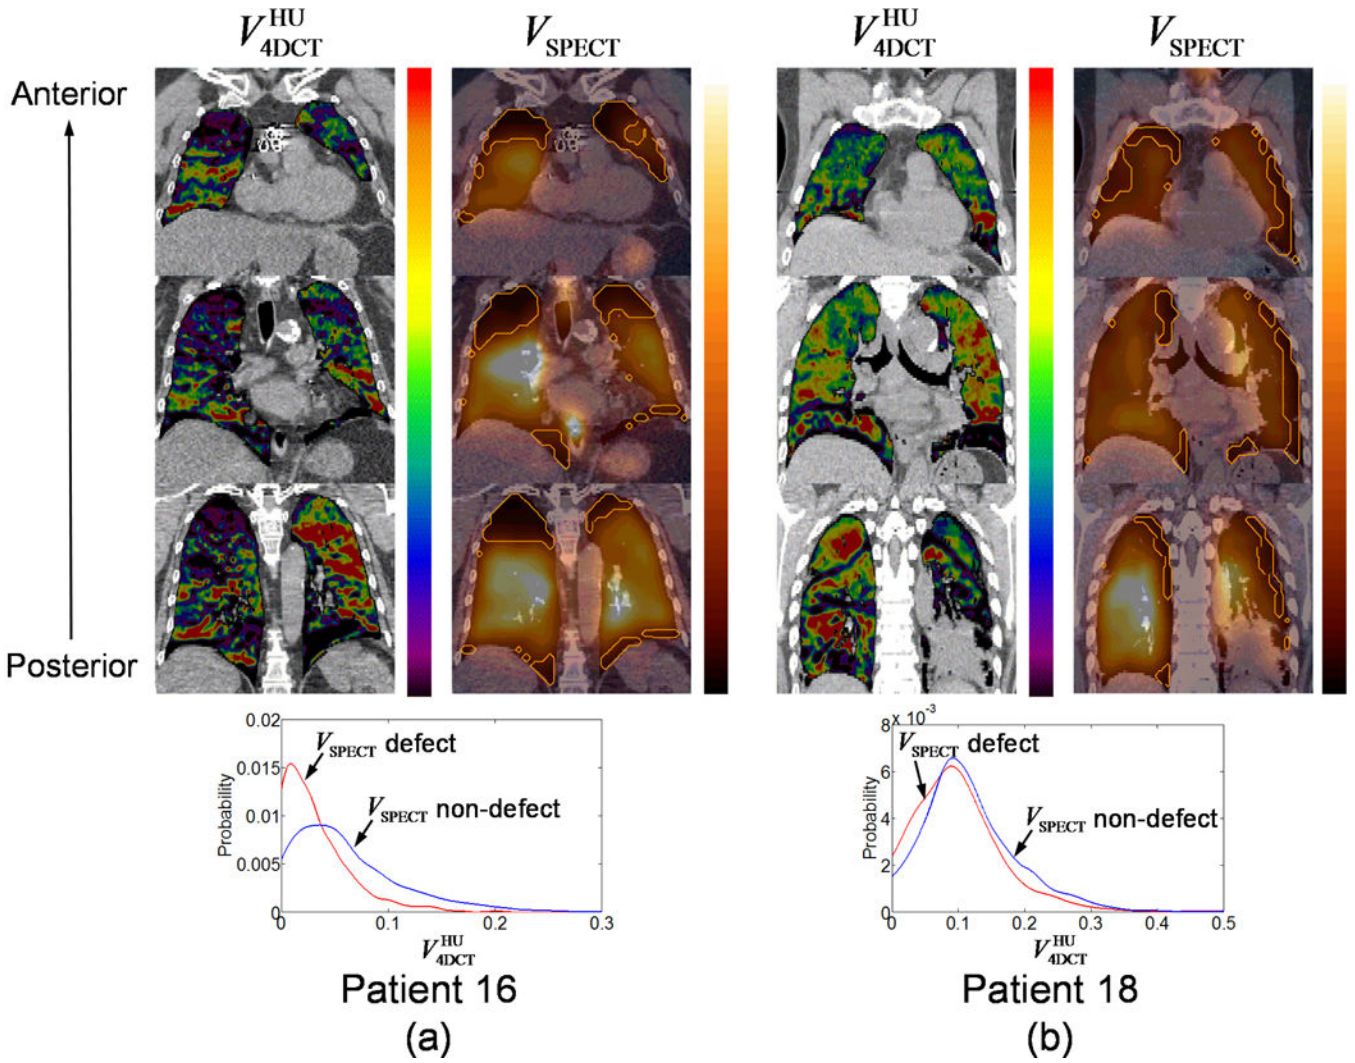 V^HU_4DCT V_SPECT V^HU_4DCT V_SPECT
Anterior
Posterior
0.02
0.015
0.01
0.005
0
Probability
V_SPECT defect
V_SPECT non-defect
0 0.1 0.2 0.3
V^HU_4DCT
Patient 16
(a)
8 x 10^-3
6
4
2
0
Probability
V_SPECT defect
V_SPECT non-defect
0 0.1 0.2 0.3 0.4 0.5
V^HU_4DCT
Patient 18
(b)